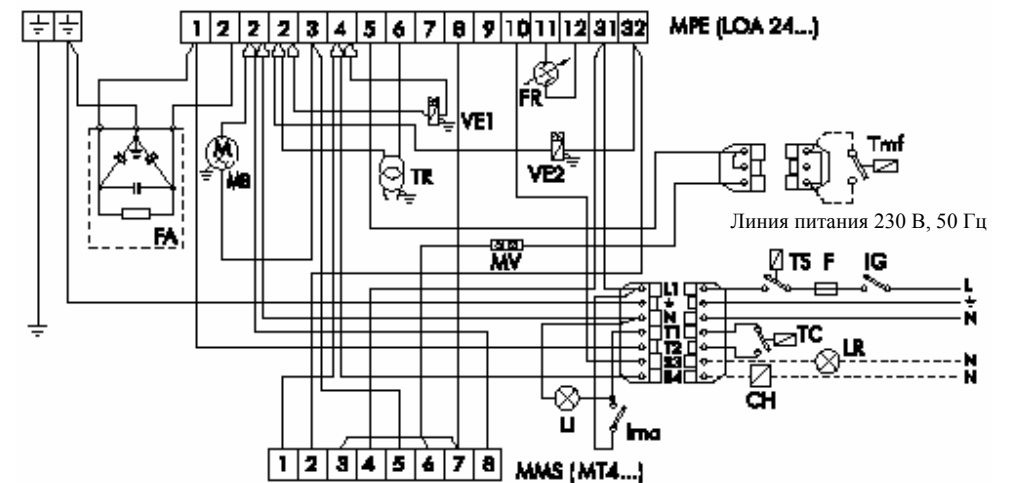 1 2 2 2 3 4 5 6 7 8 9 10 11 12 31 32 MPE (LOA 24...)
FR
VE1
Tmf
M
MB
TR
VE2
Линия питания 230 В, 50 Гц
FA
MV
TS F IG
L1 L
N N
T1
TC
T2
LR
S3 N
B4 N
CH
LI
Ima
1 2 3 4 5 6 7 8 MMS (MT4...)